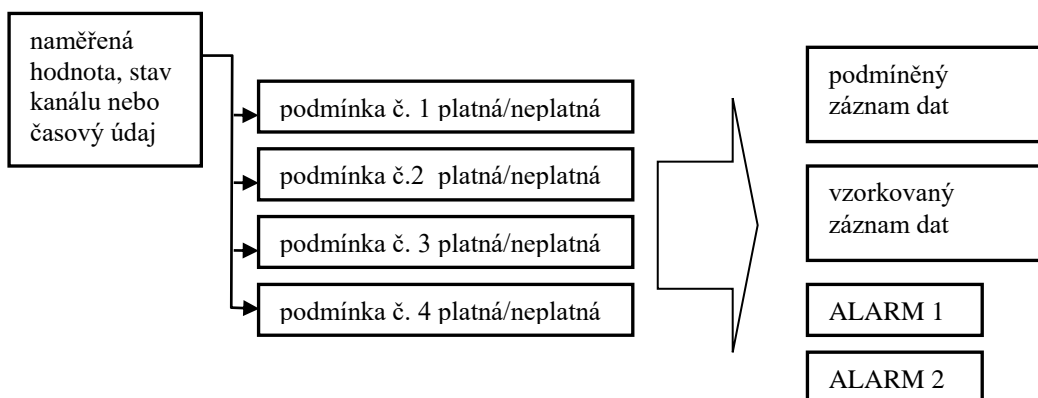 naměřená
hodnota, stav
kanálu nebo
časový údaj
podmínka č. 1 platná/neplatná
podmínka č.2  platná/neplatná
podmínka č. 3 platná/neplatná
podmínka č. 4 platná/neplatná
podmíněný
záznam dat
vzorkovaný
záznam dat
ALARM 1
ALARM 2